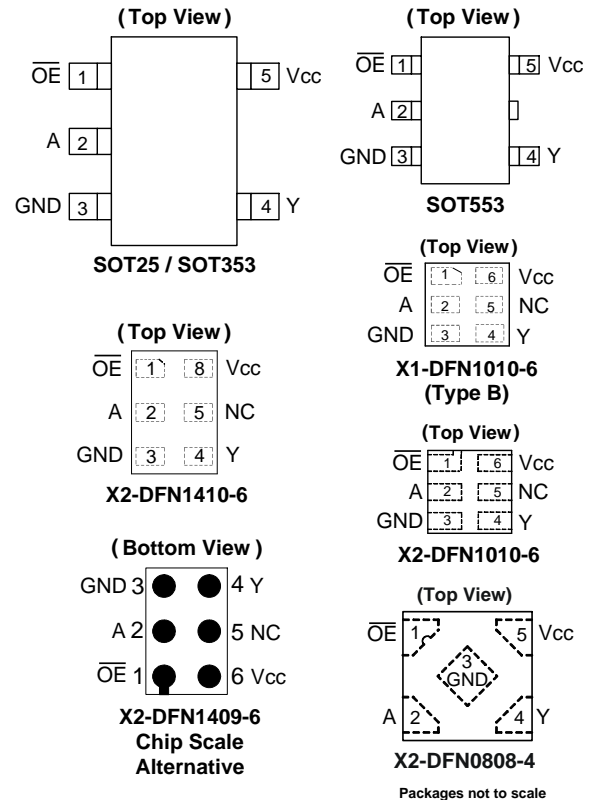 (Top View)
OE 1 5 Vcc
A 2
GND 3 4 Y
SOT25 / SOT353
(Top View)
OE 1 5 Vcc
A 2
GND 3 4 Y
SOT553
(Top View)
OE 1 6 Vcc
A 2 5 NC
GND 3 4 Y
X1-DFN1010-6
(Type B)
(Top View)
OE 1 8 Vcc
A 2 5 NC
GND 3 4 Y
X2-DFN1410-6
(Top View)
OE 1 6 Vcc
A 2 5 NC
GND 3 4 Y
X2-DFN1010-6
(Bottom View)
GND 3 4 Y
A 2 5 NC
OE 1 6 Vcc
X2-DFN1409-6
Chip Scale
Alternative
(Top View)
OE 1 5 Vcc
3
GND
A 2 4 Y
X2-DFN0808-4
Packages not to scale